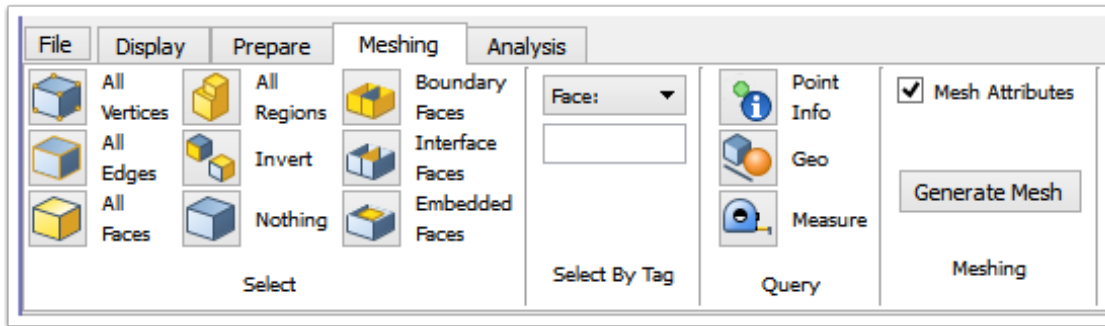 File Display Prepare Meshing Analysis
All Vertices
All Regions
Boundary Faces
All Edges
Invert
Interface Faces
All Faces
Nothing
Embedded Faces
Select
Face:
Select By Tag
Point Info
Geo
Measure
Query
Mesh Attributes
Generate Mesh
Meshing